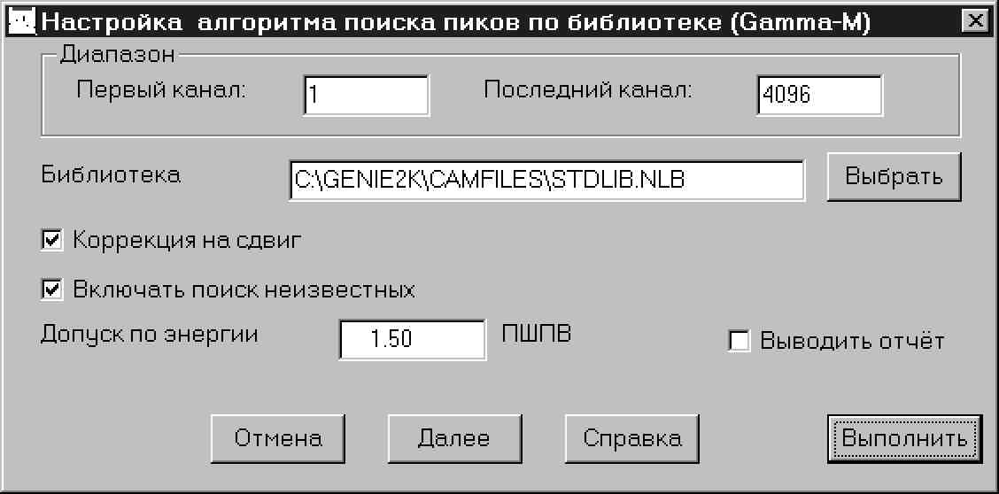 Настройка алгоритма поиска пиков по библиотеке (Gamma-M)
Диапазон
Первый канал: 1 Последний канал: 4096
Библиотека C:\GENIE2K\CAMFILES\STDLIB.NLB Выбрать
Коррекция на сдвиг
Включать поиск неизвестных
Допуск по энергии 1.50 ПШПВ Выводить отчёт
Отмена Далее Справка Выполнить